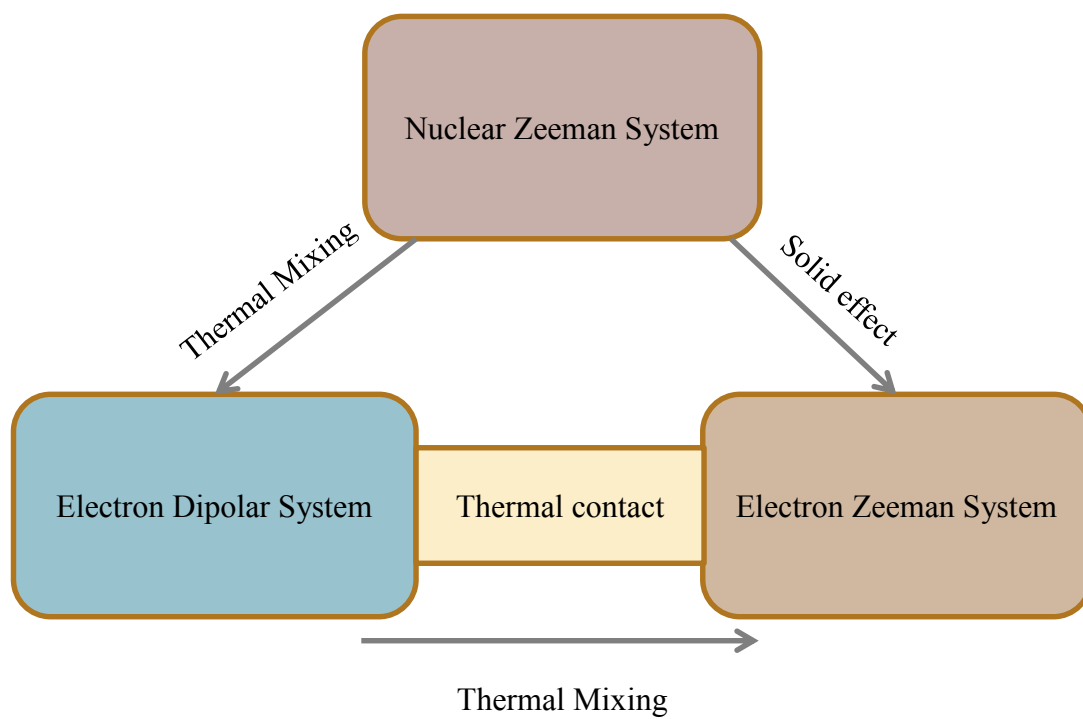 Nuclear Zeeman System
Thermal Mixing
Solid effect
Electron Dipolar System
Thermal contact
Electron Zeeman System
Thermal Mixing